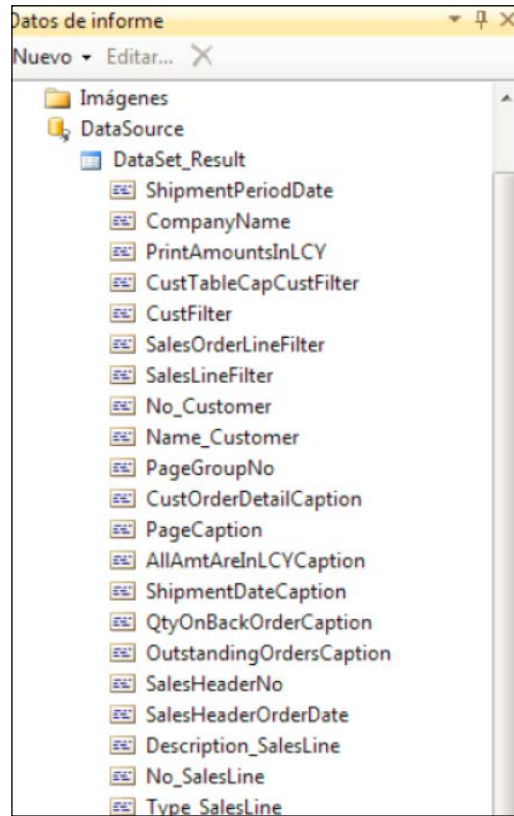 Datos de informe
Nuevo Editar...
Imágenes
DataSource
DataSet_Result
ShipmentPeriodDate
CompanyName
PrintAmountsInLCY
CustTableCapCustFilter
CustFilter
SalesOrderLineFilter
SalesLineFilter
No_Customer
Name_Customer
PageGroupNo
CustOrderDetailCaption
PageCaption
AllAmtAreInLCYCaption
ShipmentDateCaption
QtyOnBackOrderCaption
OutstandingOrdersCaption
SalesHeaderNo
SalesHeaderOrderDate
Description_SalesLine
No_SalesLine
Type_SalesLine